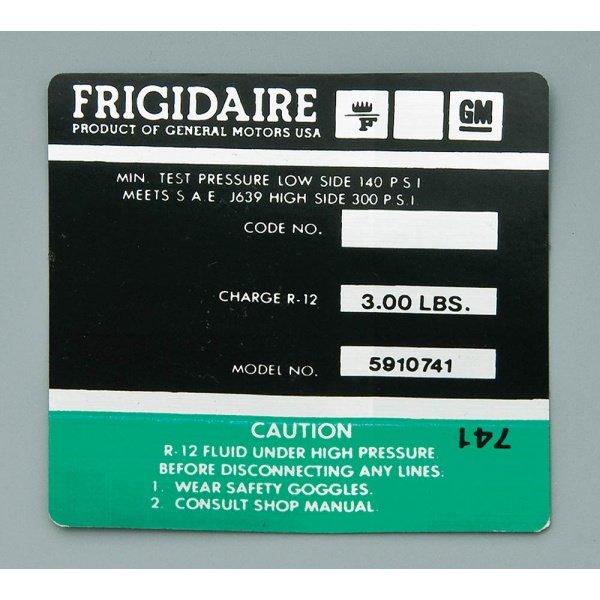 FRIGIDAIRE
PRODUCT OF GENERAL MOTORS USA
F
GM
MIN. TEST PRESSURE LOW SIDE 140 P S I
MEETS S A E. J639 HIGH SIDE 300 P.S.I.
CODE NO.
CHARGE R-12 3.00 LBS.
MODEL NO. 5910741
741
CAUTION
R-12 FLUID UNDER HIGH PRESSURE.
BEFORE DISCONNECTING ANY LINES.
1. WEAR SAFETY GOGGLES.
2. CONSULT SHOP MANUAL.